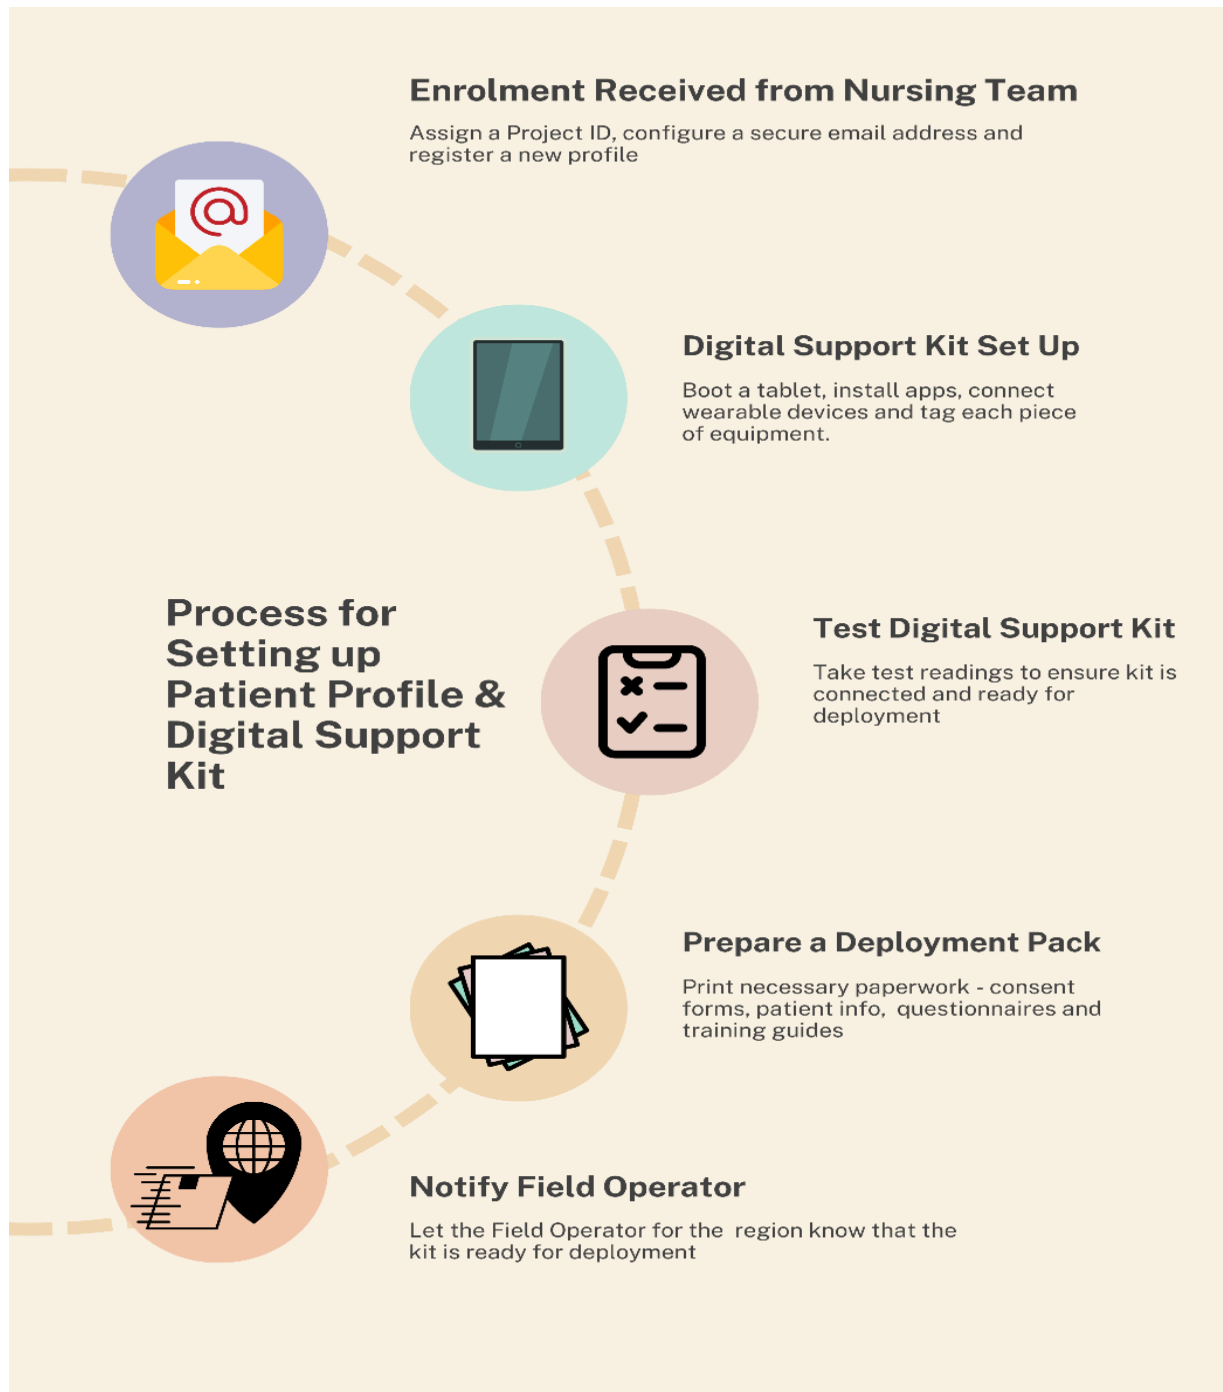 Enrolment Received from Nursing Team
Assign a Project ID, configure a secure email address and
register a new profile
Digital Support Kit Set Up
Boot a tablet, install apps, connect
wearable devices and tag each piece
of equipment.
Process for
Setting up
Patient Profile &
Digital Support
Kit
Test Digital Support Kit
Take test readings to ensure kit is
connected and ready for
deployment
Prepare a Deployment Pack
Print necessary paperwork - consent
forms, patient info, questionnaires and
training guides
Notify Field Operator
Let the Field Operator for the region know that the
kit is ready for deployment